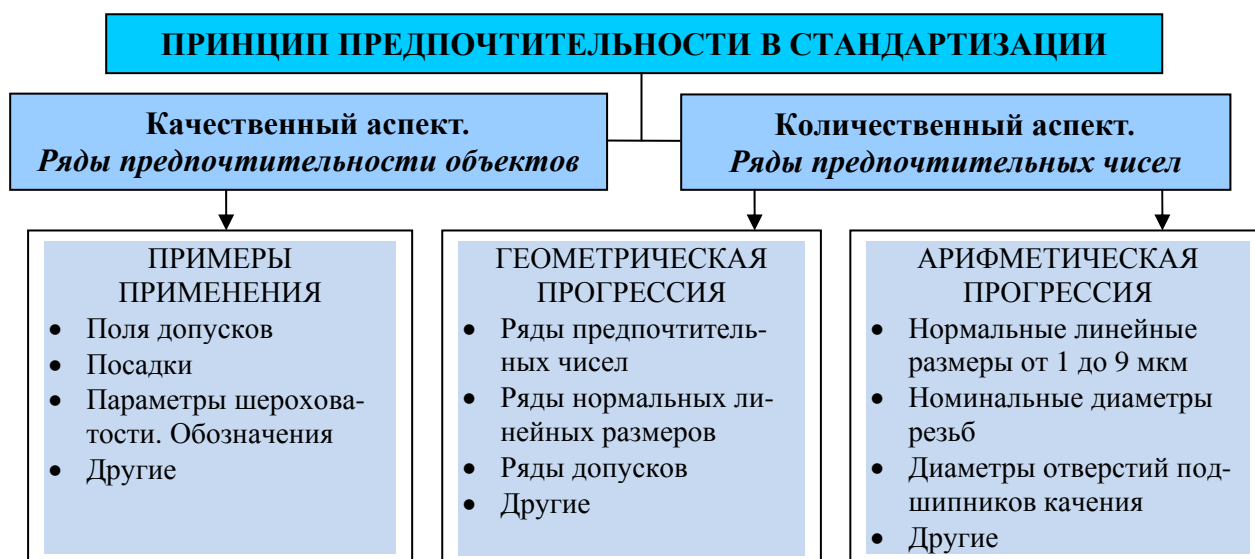 ПРИНЦИП ПРЕДПОЧТИТЕЛЬНОСТИ В СТАНДАРТИЗАЦИИ
Качественный аспект.
Ряды предпочтительности объектов
Количественный аспект.
Ряды предпочтительных чисел
ПРИМЕРЫ
ПРИМЕНЕНИЯ
• Поля допусков
• Посадки
• Параметры шерохова-
тости. Обозначения
• Другие
ГЕОМЕТРИЧЕСКАЯ
ПРОГРЕССИЯ
• Ряды предпочтитель-
ных чисел
• Ряды нормальных ли-
нейных размеров
• Ряды допусков
• Другие
АРИФМЕТИЧЕСКАЯ
ПРОГРЕССИЯ
• Нормальные линейные
размеры от 1 до 9 мкм
• Номинальные диаметры
резьб
• Диаметры отверстий под-
шипников качения
• Другие